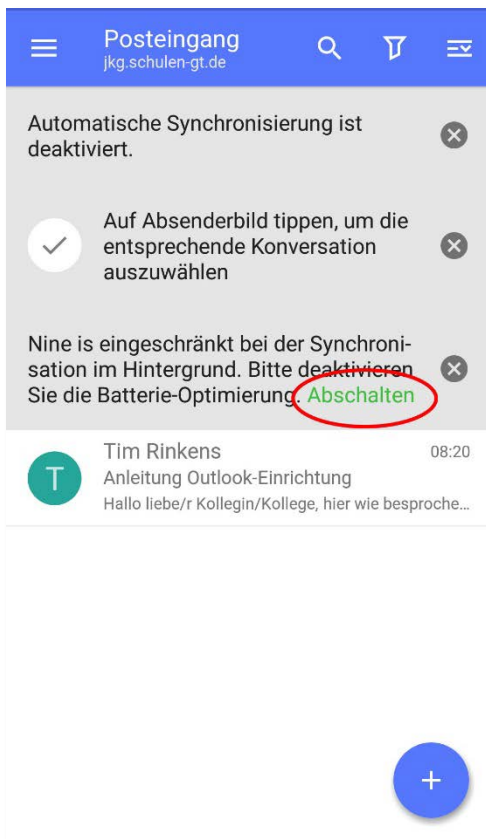 Posteingang
jkg.schulen-gt.de
Automatische Synchronisierung ist
deaktiviert.
Auf Absenderbild tippen, um die
entsprechende Konversation
auszuwählen
Nine is eingeschränkt bei der Synchroni-
sation im Hintergrund. Bitte deaktivieren
Sie die Batterie-Optimierung. Abschalten
T
Tim Rinkens 08:20
Anleitung Outlook-Einrichtung
Hallo liebe/r Kollegin/Kollege, hier wie besproche...